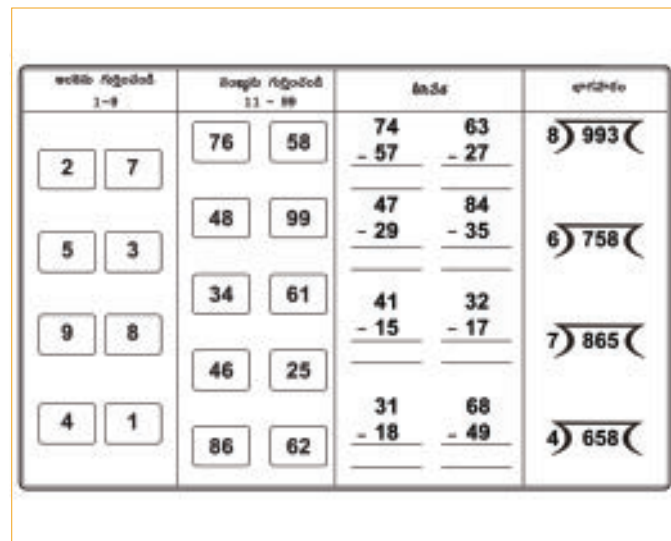 అంకెను గుర్తించండి
1-9
2 7
5 3
9 8
4 1
సంఖ్యను గుర్తించండి
11 - 99
76 58
48 99
34 61
46 25
86 62
తీసివేత
74 63
- 57 - 27
47 84
- 29 - 35
41 32
- 15 - 17
31 68
- 18 - 49
భాగహారం
8) 993 (
6) 758 (
7) 865 (
4) 658 (